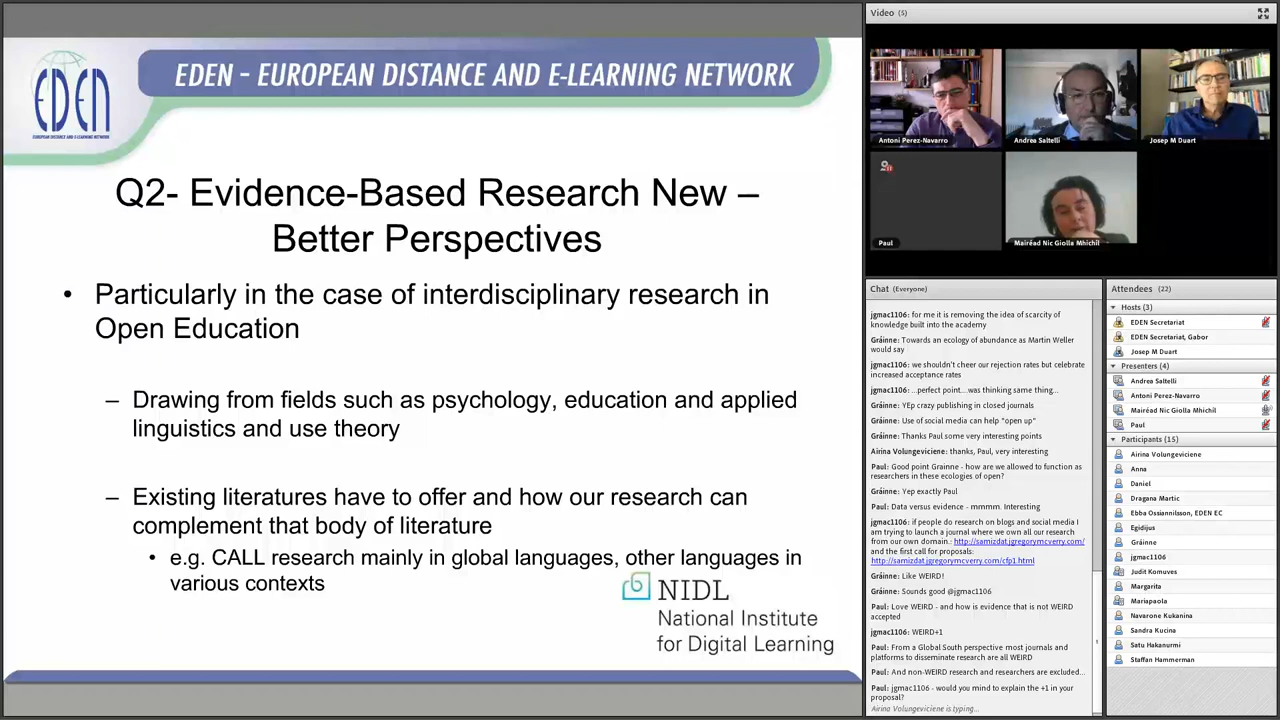 EDEN
EUROPEAN DISTANCE AND E-LEARNING NETWORK
EDEN - EUROPEAN DISTANCE AND E-LEARNING NETWORK
Q2- Evidence-Based Research New –
Better Perspectives
• Particularly in the case of interdisciplinary research in
Open Education
– Drawing from fields such as psychology, education and applied
linguistics and use theory
– Existing literatures have to offer and how our research can
complement that body of literature
• e.g. CALL research mainly in global languages, other languages in
various contexts
NIDL
National Institute
for Digital Learning
Video (5)
Antoni Perez-Navarro
Andrea Saltelli
Josep M Duart
Paul
Mairéad Nic Giolla Mhichíl
Chat (Everyone)
jgmac1106: for me it is removing the idea of scarcity of
knowledge built into the academy
Gráinne: Towards an ecology of abundance as Martin Weller
would say
jgmac1106: we shouldn't cheer our rejection rates but celebrate
increased acceptance rates
jgmac1106: ...perfect point....was thinking same thing...
Gráinne: YEp crazy publishing in closed journals
Gráinne: Use of social media can help "open up"
Gráinne: Thanks Paul some very interesting points
Airina Volungeviciene: thanks, Paul, very interesting
Paul: Good point Grainne - how are we allowed to function as
researchers in these ecologies of open?
Gráinne: Yep exactly Paul
Paul: Data versus evidence - mmmm. Interesting
jgmac1106: if people do research on blogs and social media I
am trying to launch a journal where we own all our research
from our own domain.: http://samizdat.jgregorymcverry.com/
and the first call for proposals:
http://samizdat.jgregorymcverry.com/cfp1.html
Gráinne: Like WEIRD!
Gráinne: Sounds good @jgmac1106
Paul: Love WEIRD - and how is evidence that is not WEIRD
accepted
jgmac1106: WEIRD+1
Paul: From a Global South perspective most journals and
platforms to disseminate research are all WEIRD
Paul: And non-WEIRD research and researchers are excluded...
Paul: jgmac1106 - would you mind to explain the +1 in your
proposal?
Airina Volungeviciene is typing...
Attendees (22)
Hosts (3)
EDEN Secretariat
EDEN Secretariat, Gabor
Josep M Duart
Presenters (4)
Andrea Saltelli
Antoni Perez-Navarro
Mairéad Nic Giolla Mhichíl
Paul
Participants (15)
Airina Volungeviciene
Anna
Daniel
Dragana Martic
Ebba Ossiannilsson, EDEN EC
Egidijus
Gráinne
jgmac1106
Judit Komuves
Margarita
Mariapaola
Navarone Kukanina
Sandra Kucina
Satu Hakanurmi
Staffan Hammerman